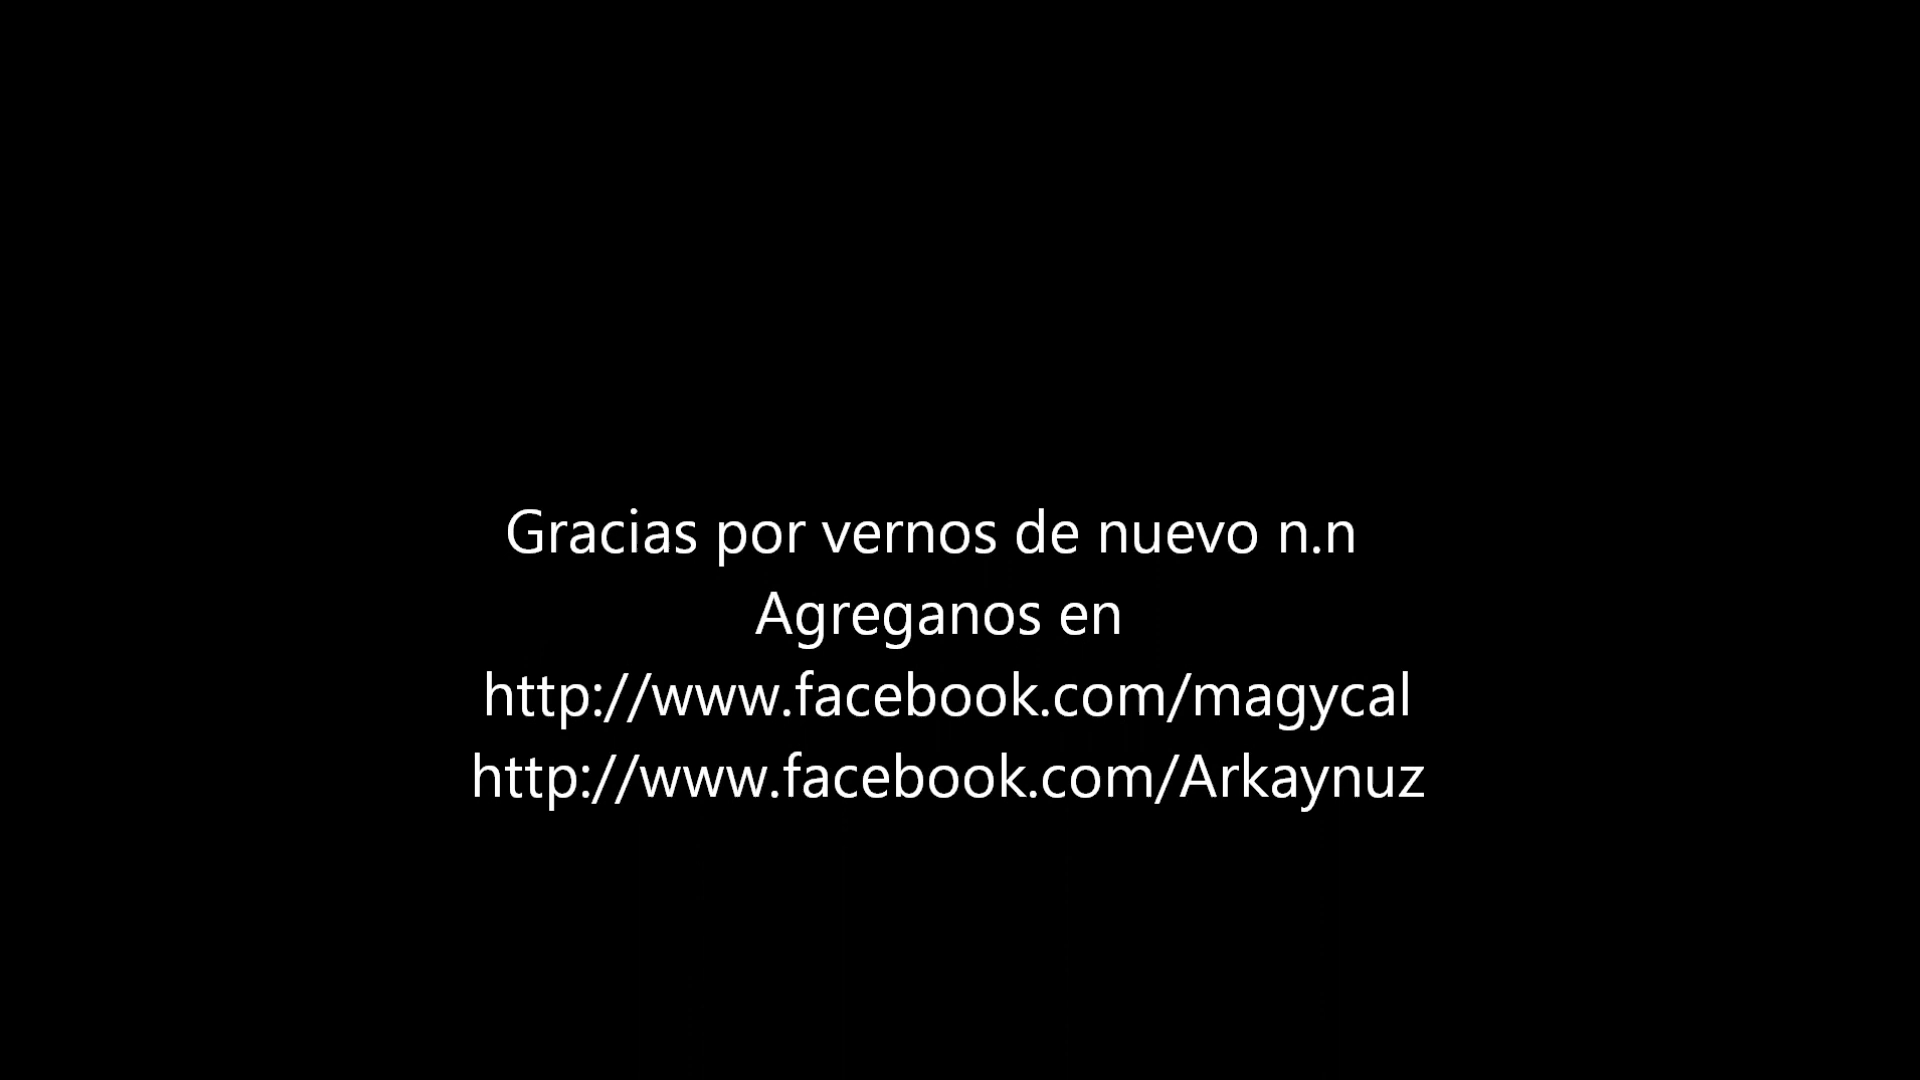 Gracias por vernos de nuevo n.n
Agreganos en
http://www.facebook.com/magycal
http://www.facebook.com/Arkaynuz